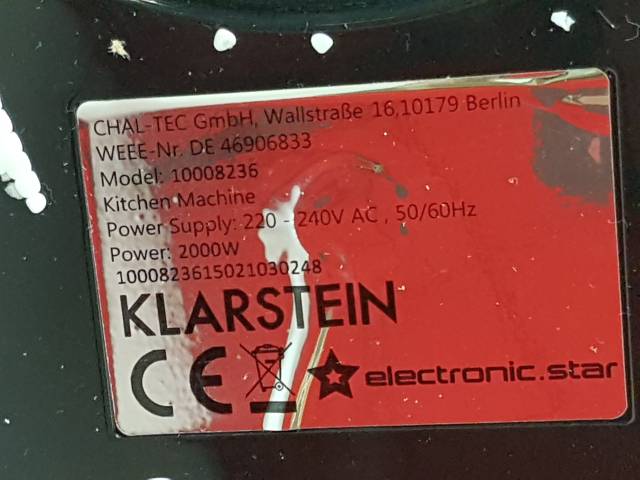 CHAL-TEC GmbH, Wallstraße 16,10179 Berlin
WEEE-Nr. DE 46906833
Model: 10008236
Kitchen Machine
Power Supply: 220 - 240V AC , 50/60Hz
Power: 2000W
1000823615021030248
KLARSTEIN
CE electronic.star